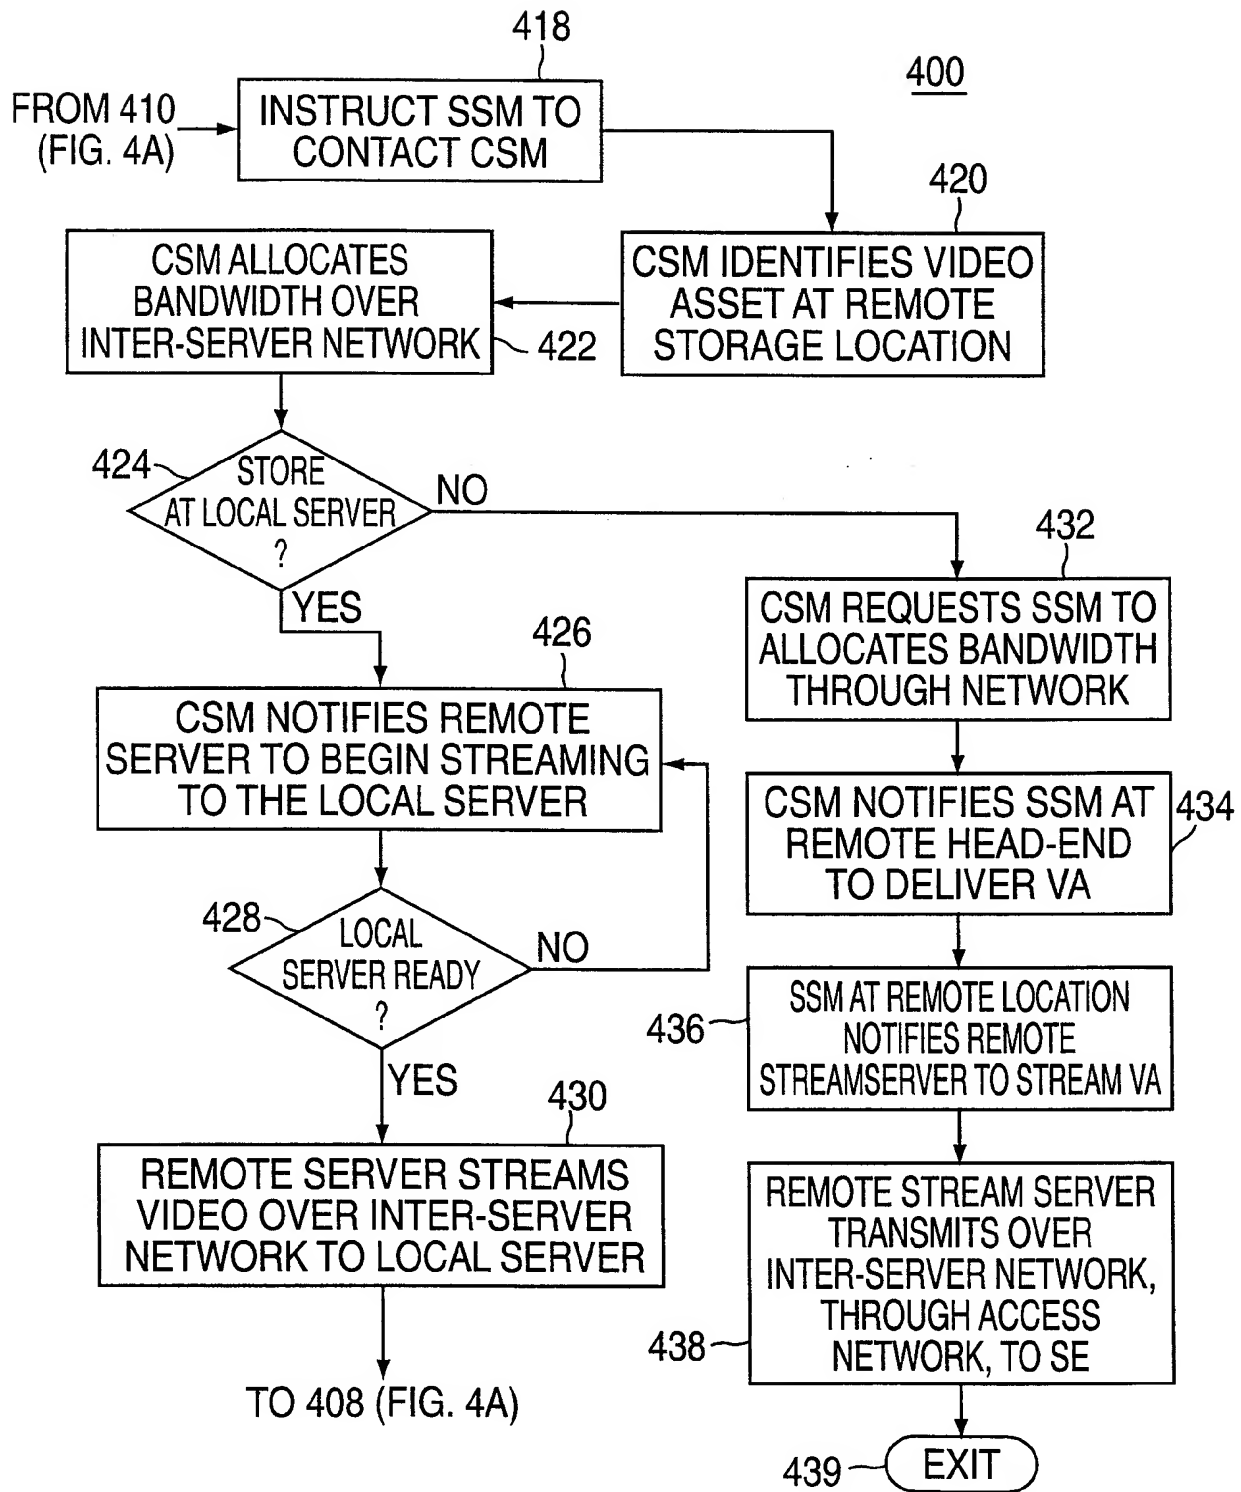 418
400
FROM 410
(FIG. 4A)
INSTRUCT SSM TO
CONTACT CSM
420
CSM IDENTIFIES VIDEO
ASSET AT REMOTE
STORAGE LOCATION
CSM ALLOCATES
BANDWIDTH OVER
INTER-SERVER NETWORK
422
424
STORE
AT LOCAL SERVER
?
NO
YES
432
CSM REQUESTS SSM TO
ALLOCATES BANDWIDTH
THROUGH NETWORK
426
CSM NOTIFIES REMOTE
SERVER TO BEGIN STREAMING
TO THE LOCAL SERVER
CSM NOTIFIES SSM AT
REMOTE HEAD-END
TO DELIVER VA
434
428
LOCAL
SERVER READY
?
NO
YES
SSM AT REMOTE LOCATION
NOTIFIES REMOTE
STREAMSERVER TO STREAM VA
436
430
REMOTE SERVER STREAMS
VIDEO OVER INTER-SERVER
NETWORK TO LOCAL SERVER
REMOTE STREAM SERVER
TRANSMITS OVER
INTER-SERVER NETWORK,
THROUGH ACCESS
NETWORK, TO SE
438
TO 408 (FIG. 4A)
439
EXIT